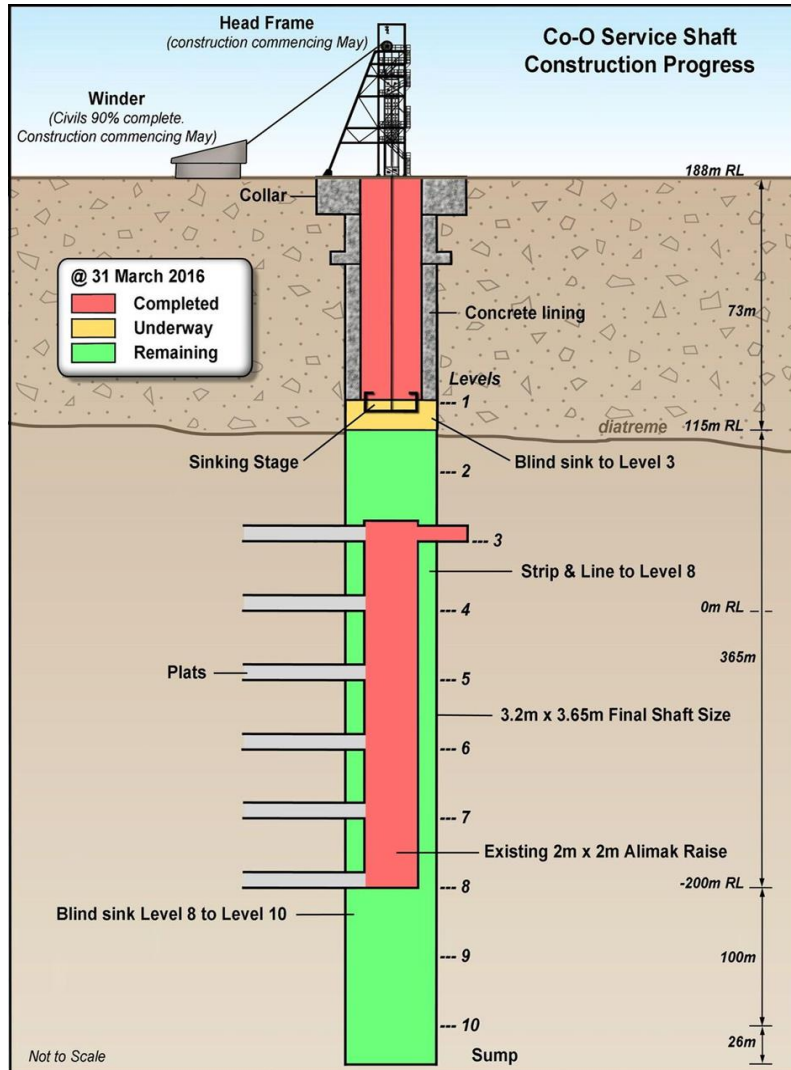 Head Frame
(construction commencing May)
Co-O Service Shaft
Construction Progress
Winder
(Civils 90% complete.
Construction commencing May)
188m RL
Collar
@ 31 March 2016
Completed
Underway
Remaining
Concrete lining
73m
Levels
--- 1
diatreme
115m RL
Sinking Stage
Blind sink to Level 3
--- 2
--- 3
Strip & Line to Level 8
--- 4
0m RL
365m
Plats
--- 5
3.2m x 3.65m Final Shaft Size
--- 6
--- 7
Existing 2m x 2m Alimak Raise
--- 8
-200m RL
Blind sink Level 8 to Level 10
--- 9
100m
--- 10
26m
Not to Scale
Sump